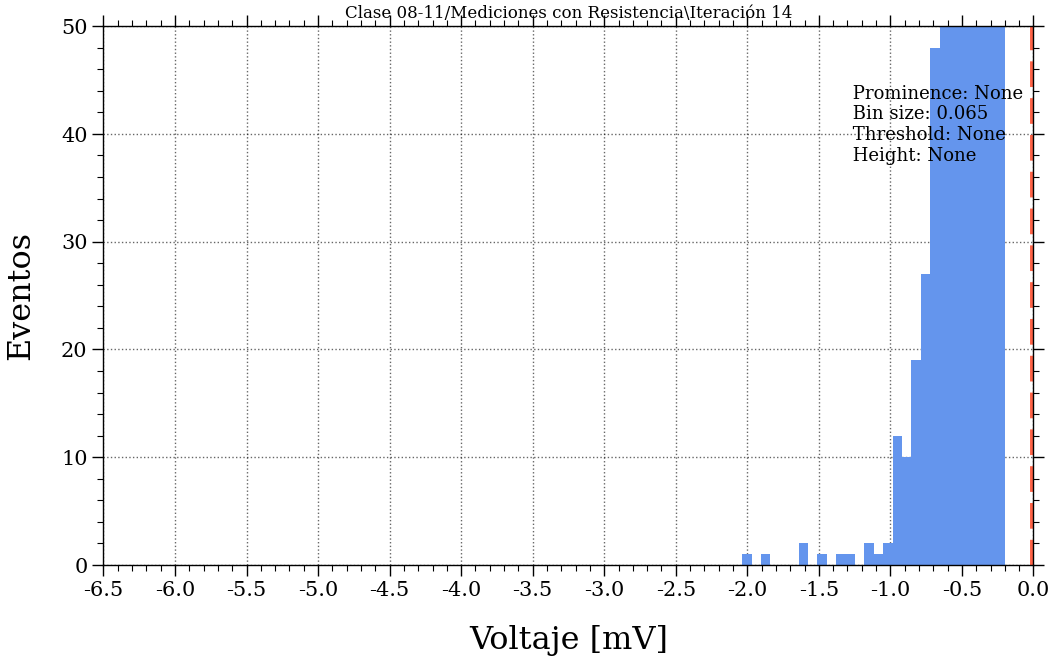 Clase 08-11/Mediciones con Resistencia\Iteración 14
50
Prominence: None
Bin size: 0.065
Threshold: None
Height: None
40
30
20
10
0
Eventos
-6.5 -6.0 -5.5 -5.0 -4.5 -4.0 -3.5 -3.0 -2.5 -2.0 -1.5 -1.0 -0.5 0.0
Voltaje [mV]